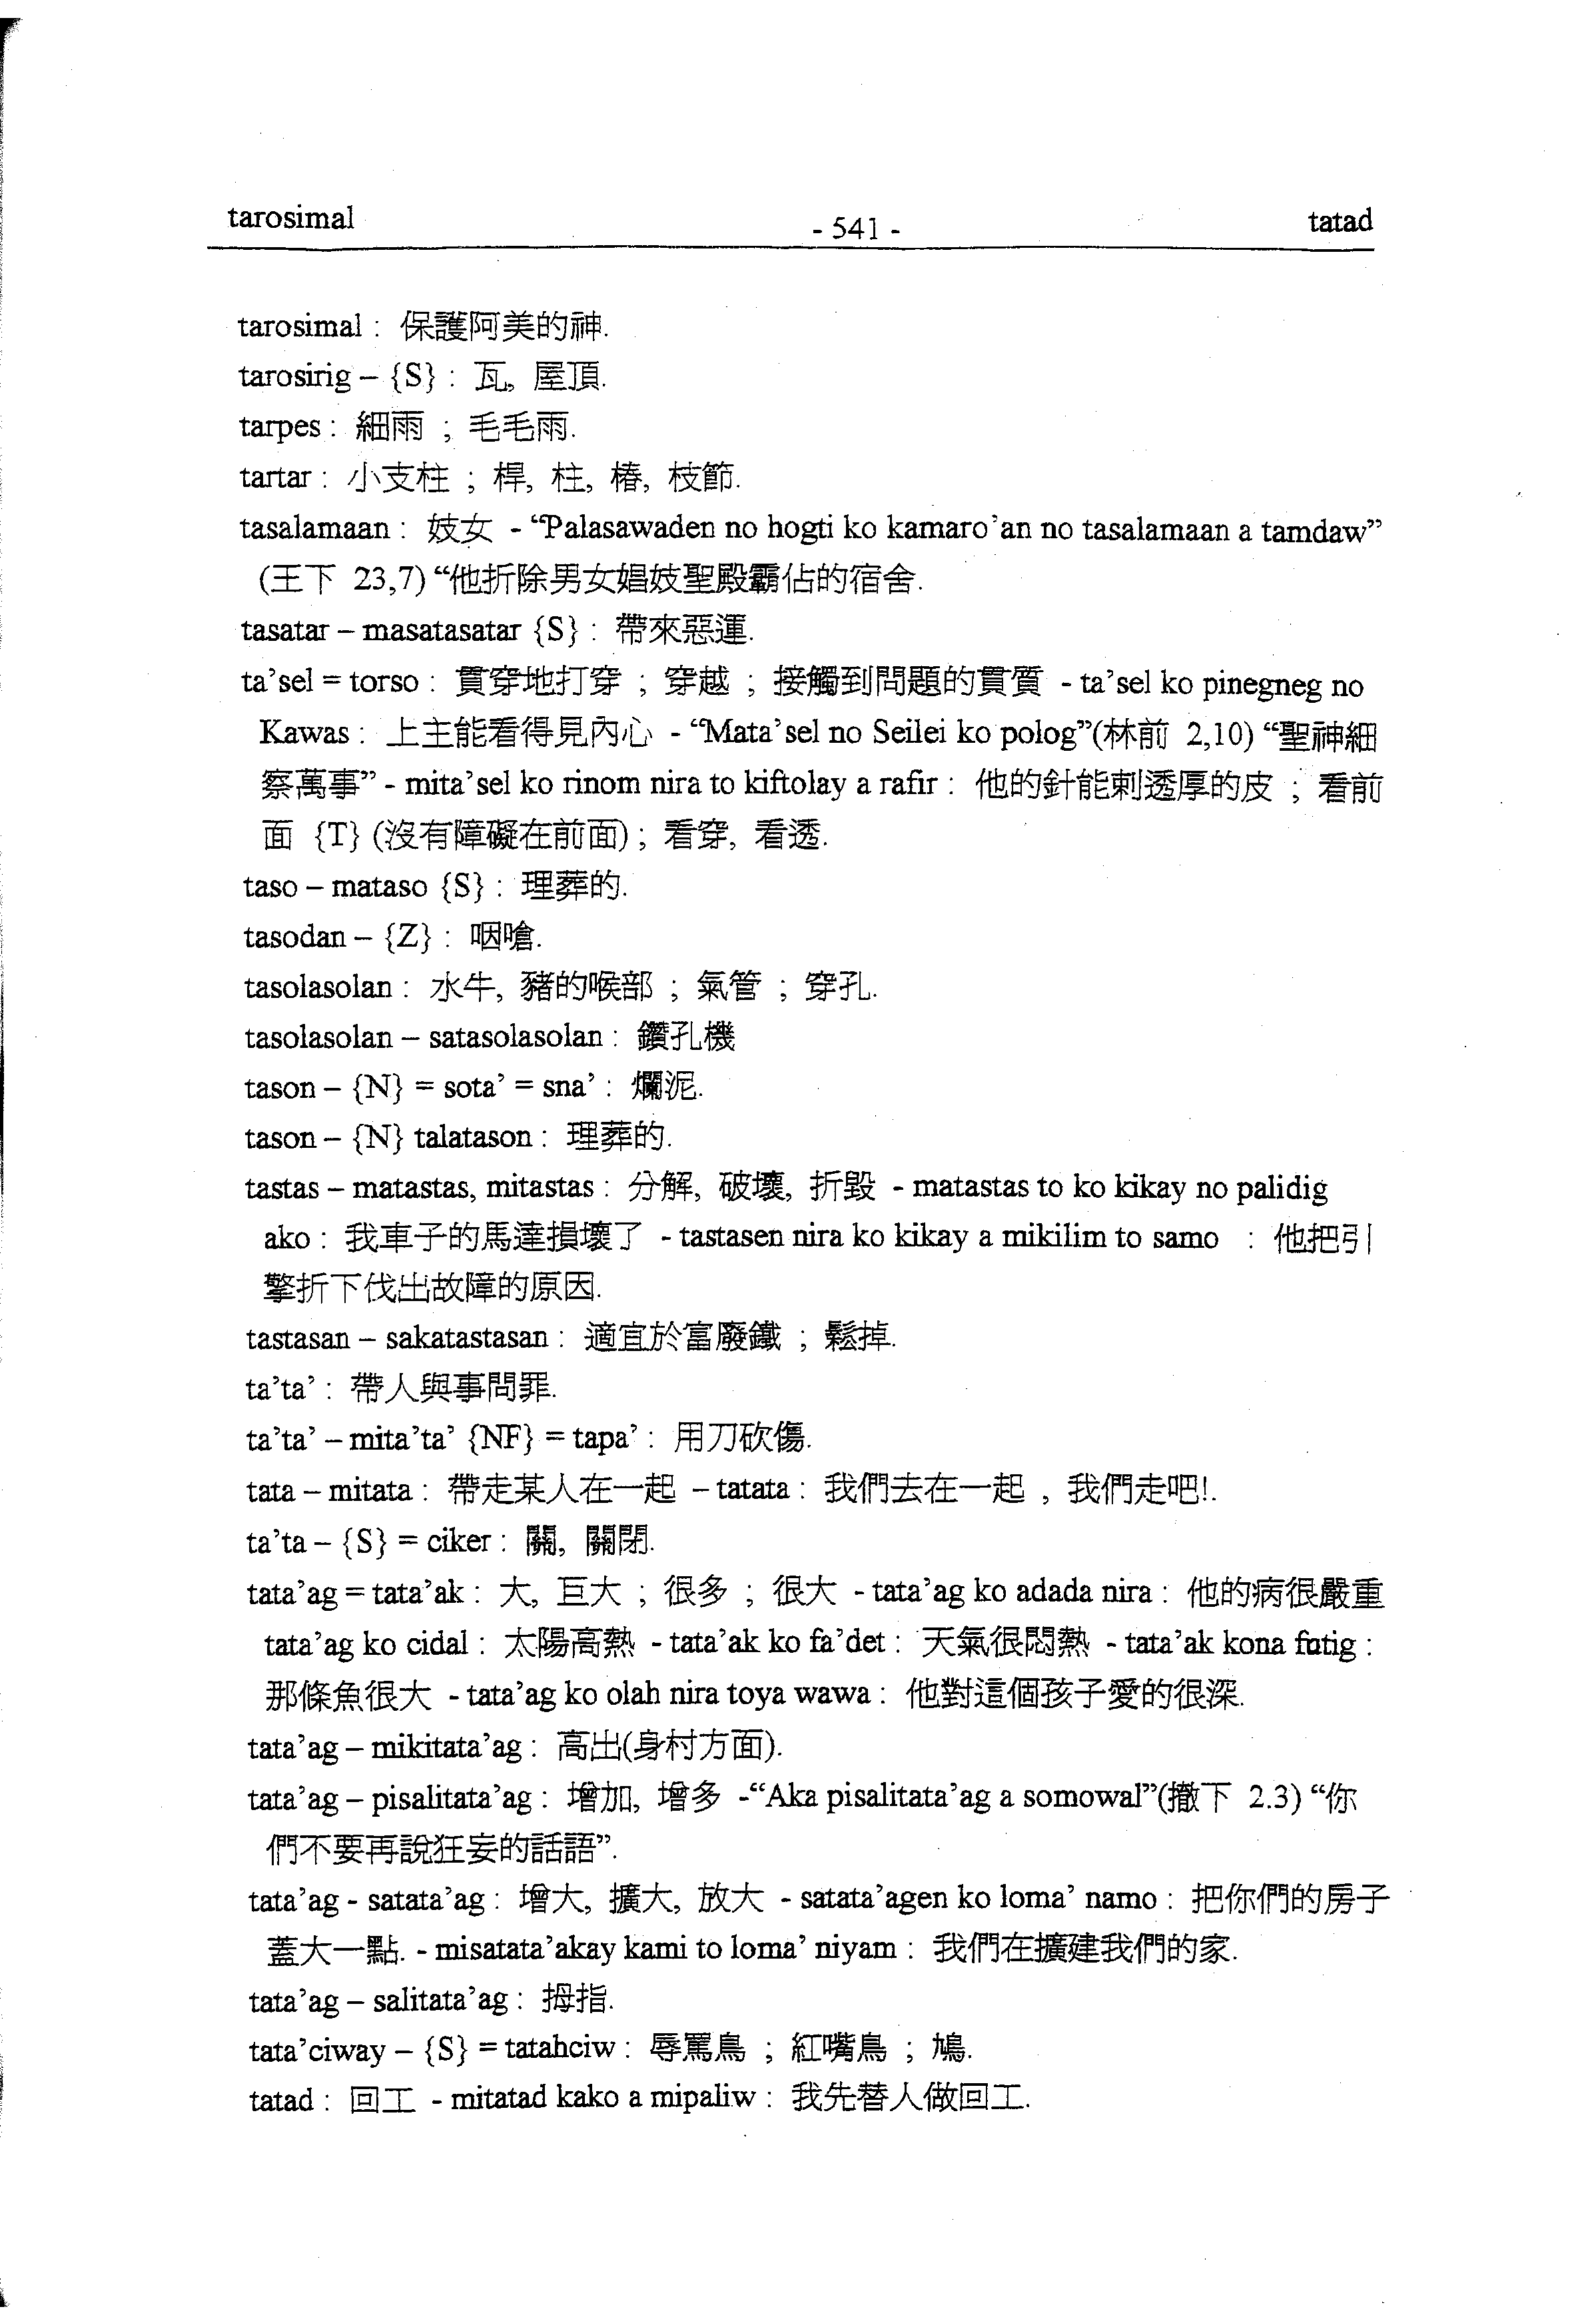 tarosimal
- 541 -
tatad
tarosimal : 保護阿美的神.
tarosirig – {S} : 瓦, 屋頂.
tarpes : 細雨 ; 毛毛雨.
tartar : 小支柱 ; 桿, 柱, 樁, 枝節.
tasalamaan : 妓女 - “Palasawaden no hogti ko kamaro’an no tasalamaan a tamdaw”
(王下 23,7) “他折除男女娼妓聖殿霸佔的宿舍.
tasatar – masatasatar {S} : 帶來惡運.
ta’sel = torso : 貫穿地打穿 ; 穿越 ; 接觸到問題的實質 - ta’sel ko pinegneg no
Kawas : 上主能看得見內心 - “Mata’sel no Seilei ko polog”(林前 2,10) “聖神細
察萬事” - mita’sel ko rinom nira to kiftolay a rafir : 他的針能刺透厚的皮 ; 看前
面 {T} (沒有障礙在前面) ; 看穿, 看透.
taso – mataso {S} : 理葬的.
tasodan – {Z} : 咽嗆.
tasolasolan : 水牛, 豬的喉部 ; 氣管 ; 穿孔.
tasolasolan – satasolasolan : 鑽孔機
tason – {N} = sota’ = sna’ : 爛泥.
tason – {N} talatason : 理葬的.
tastas – matastas, mitastas : 分解, 破壞, 折毀 - matastas to ko kikay no palidig
ako : 我車子的馬達損壞了 - tastasen nira ko kikay a mikilim to samo : 他把引
擎折下伐出故障的原因.
tastasan – sakatastasan : 適宜於富廢鐵 ; 鬆掉.
ta’ta’ : 帶人與事問罪.
ta’ta’ – mita’ta’ {NF} = tapa’ : 用刀砍傷.
tata – mitata : 帶走某人在一起 – tatata : 我們去在一起 , 我們走吧!.
ta’ta – {S} = ciker : 關, 關閉.
tata’ag = tata’ak : 大, 巨大 ; 很多 ; 很大 - tata’ag ko adada nira : 他的病很嚴重
tata’ag ko cidal : 太陽高熱 - tata’ak ko fa’det : 天氣很悶熱 - tata’ak kona futig :
那條魚很大 - tata’ag ko olah nira toya wawa : 他對這個孩子愛的很深.
tata’ag – mikitata’ag : 高出(身村方面).
tata’ag – pisalitata’ag : 增加, 增多 -“Aka pisalitata’ag a somowal”(撒下 2.3) “你
們不要再說狂妄的話語”.
tata’ag - satata’ag : 增大, 擴大, 放大 - satata’agen ko loma’ namo : 把你們的房子
蓋大一點. - misatata’akay kami to loma’ niyam : 我們在擴建我們的家.
tata’ag – salitata’ag : 拇指.
tata’ciway – {S} = tatahciw : 辱罵鳥 ; 紅嘴鳥 ; 鳩.
tatad : 回工 - mitatad kako a mipaliw : 我先替人做回工.